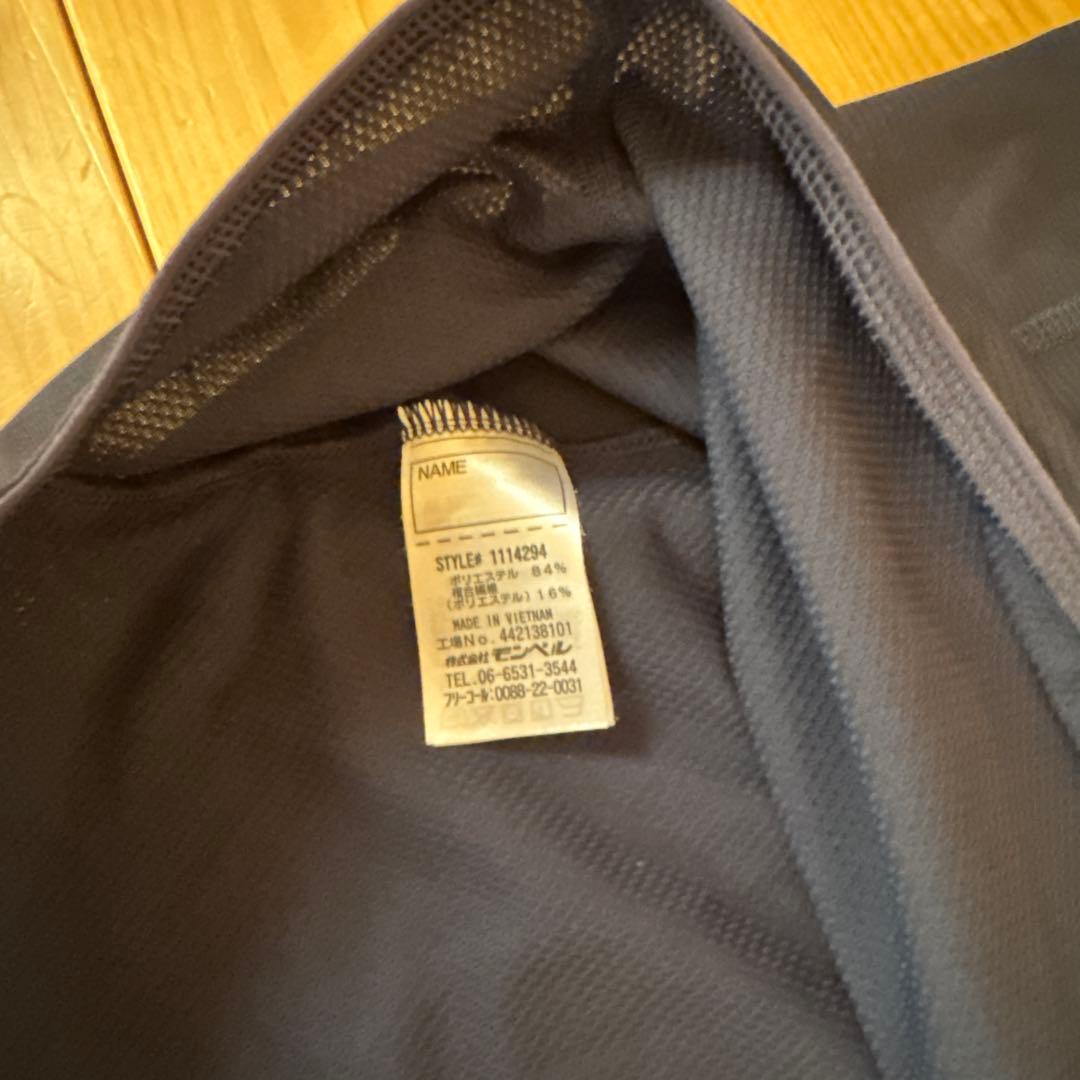 NAME
STYLE# 1114294
ポリエステル 84%
複合繊維
(ポリエステル) 16%
MADE IN VIETNAM
工場No. 442138101
株式会社 モンベル
TEL.06-6531-3544
フリーコール:0088-22-0031